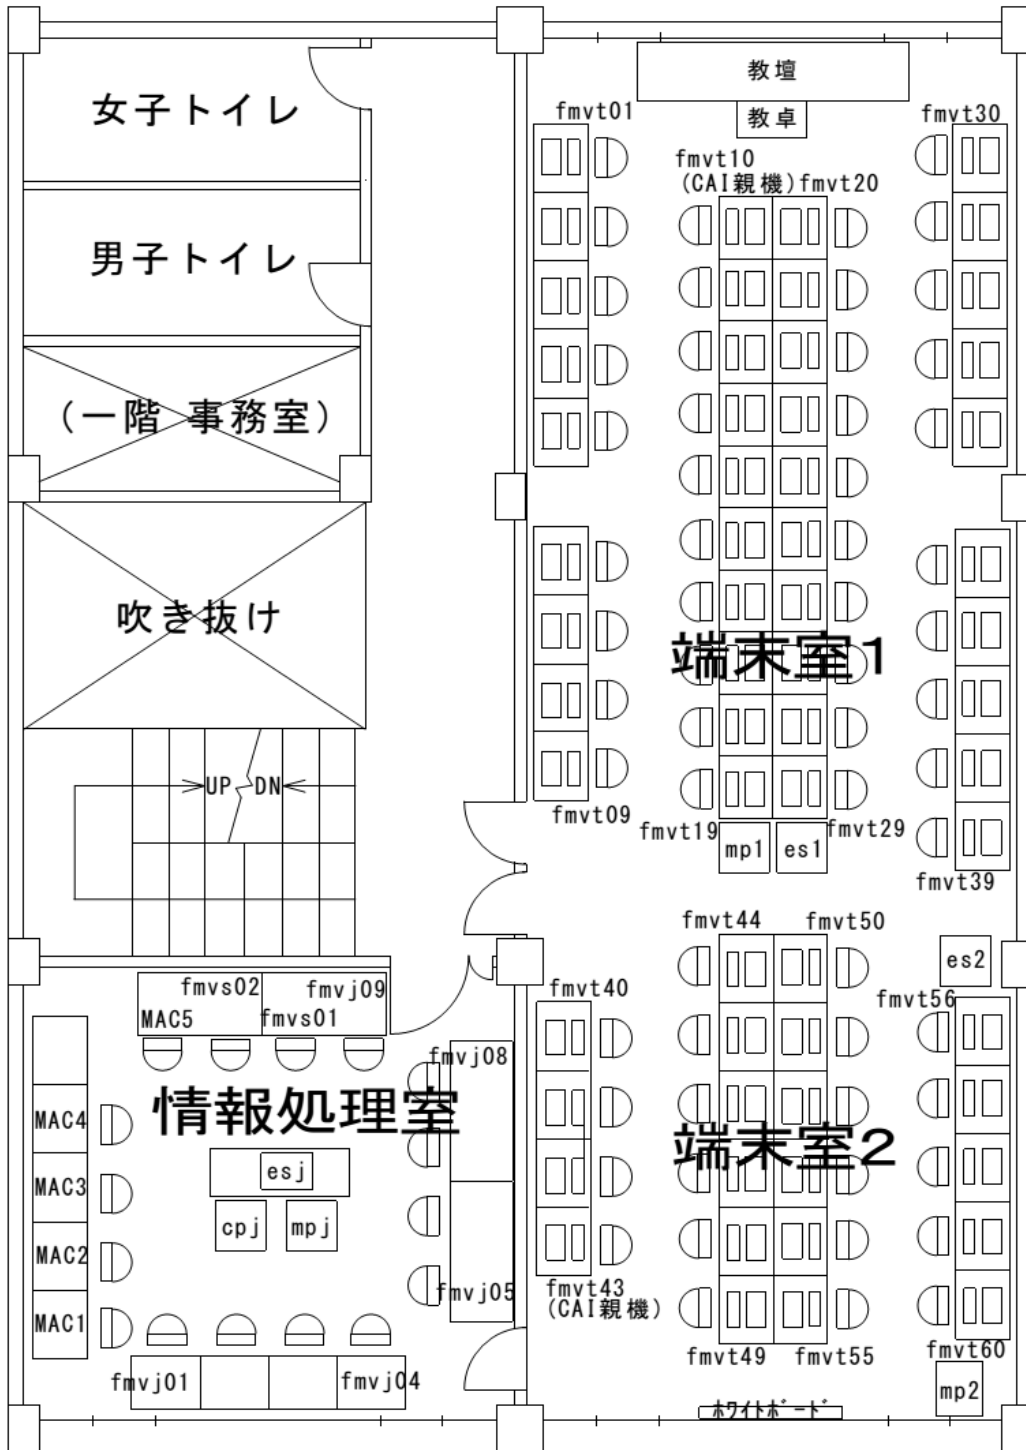 教壇
教卓
女子トイレ
fmvt01
fmvt30
fmvt10
(CAI親機)
fmvt20
男子トイレ
(一階 事務室)
吹き抜け
端末室1
UP
DN
fmvt09
fmvt19
mp1
es1
fmvt29
fmvt39
fmvt44
fmvt50
es2
fmvs02
fmvj09
MAC5
fmvs01
fmvt40
fmvt56
fmvj08
情報処理室
MAC4
端末室2
esj
MAC3
cpj
mpj
MAC2
fmvj05
fmvt43
(CAI親機)
MAC1
fmvt49
fmvt55
fmvt60
fmvj01
fmvj04
mp2
ﾎﾜｲﾄﾎﾞｰﾄﾞ